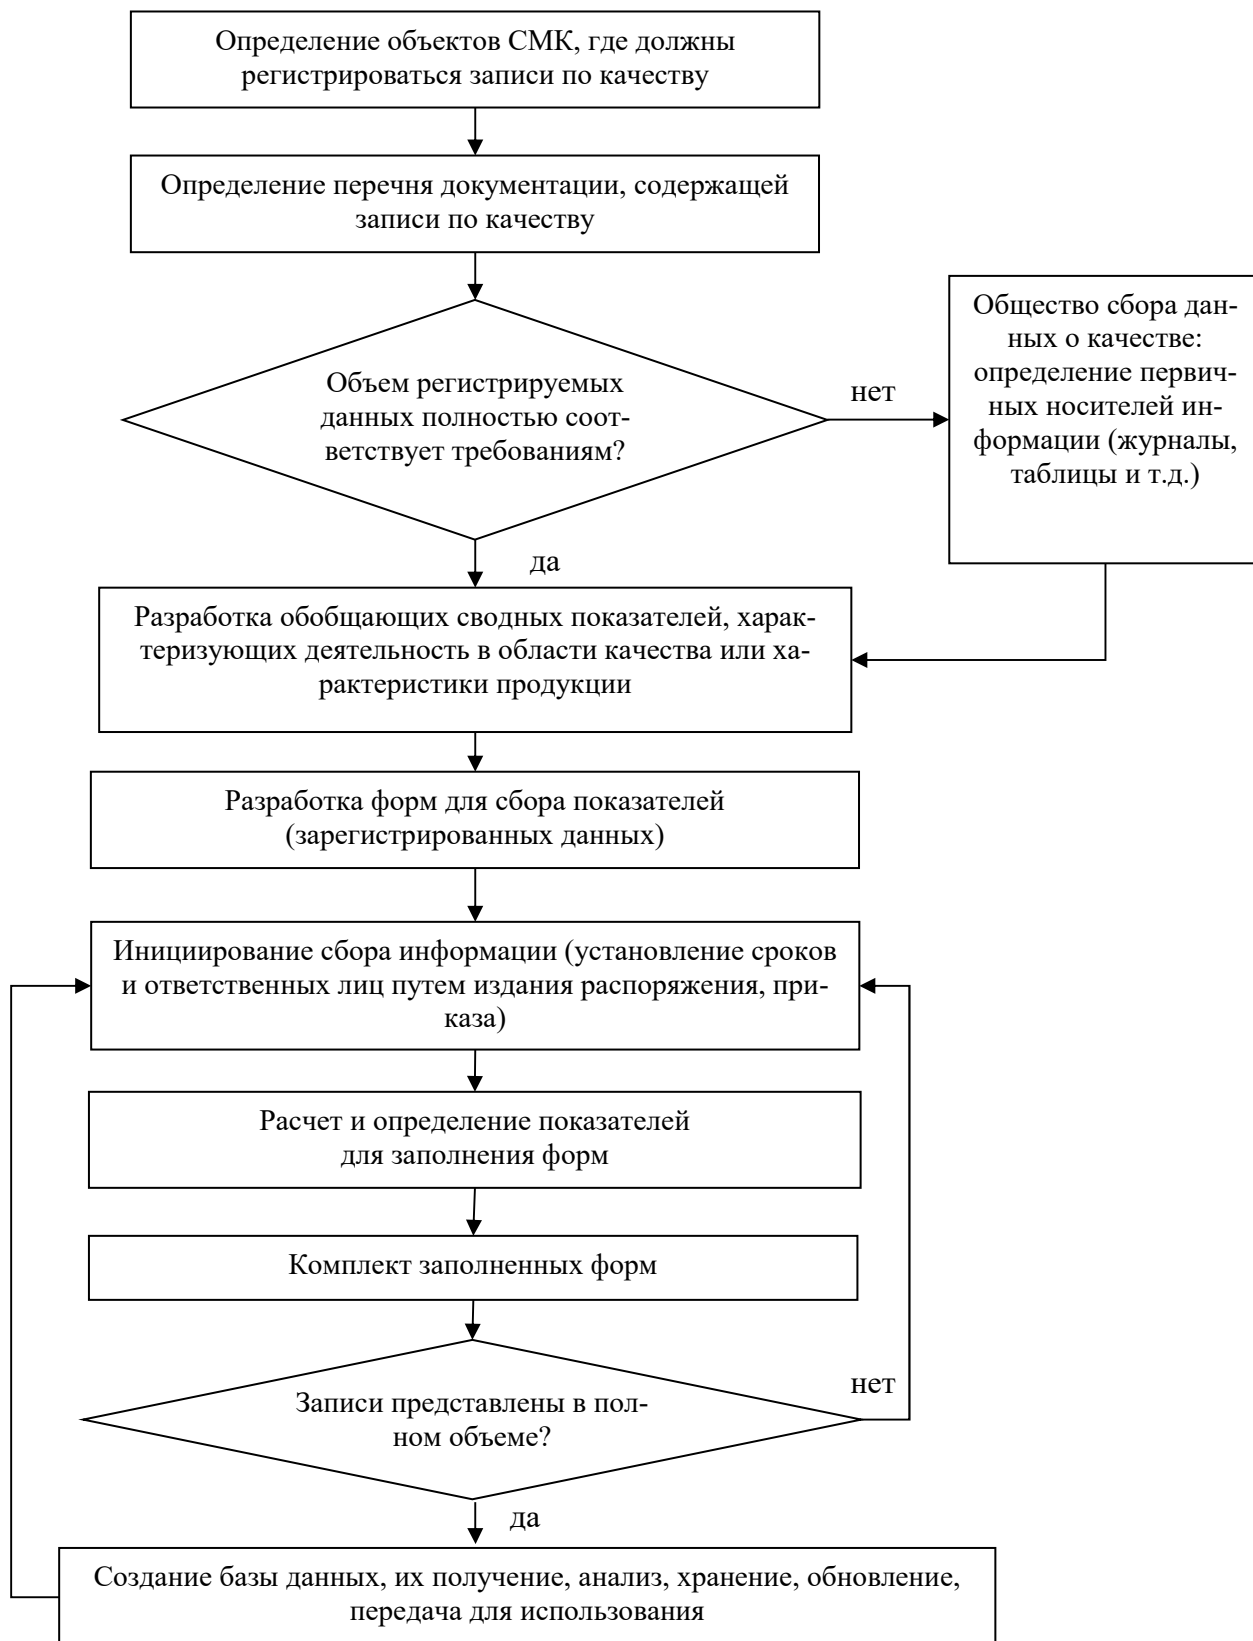 Определение объектов СМК, где должны
регистрироваться записи по качеству
Определение перечня документации, содержащей
записи по качеству
Объем регистрируемых
данных полностью соот-
ветствует требованиям?
нет
Общество сбора дан-
ных о качестве:
определение первич-
ных носителей ин-
формации (журналы,
таблицы и т.д.)
да
Разработка обобщающих сводных показателей, харак-
теризующих деятельность в области качества или ха-
рактеристики продукции
Разработка форм для сбора показателей
(зарегистрированных данных)
Инициирование сбора информации (установление сроков
и ответственных лиц путем издания распоряжения, при-
каза)
Расчет и определение показателей
для заполнения форм
Комплект заполненных форм
Записи представлены в пол-
ном объеме?
нет
да
Создание базы данных, их получение, анализ, хранение, обновление,
передача для использования